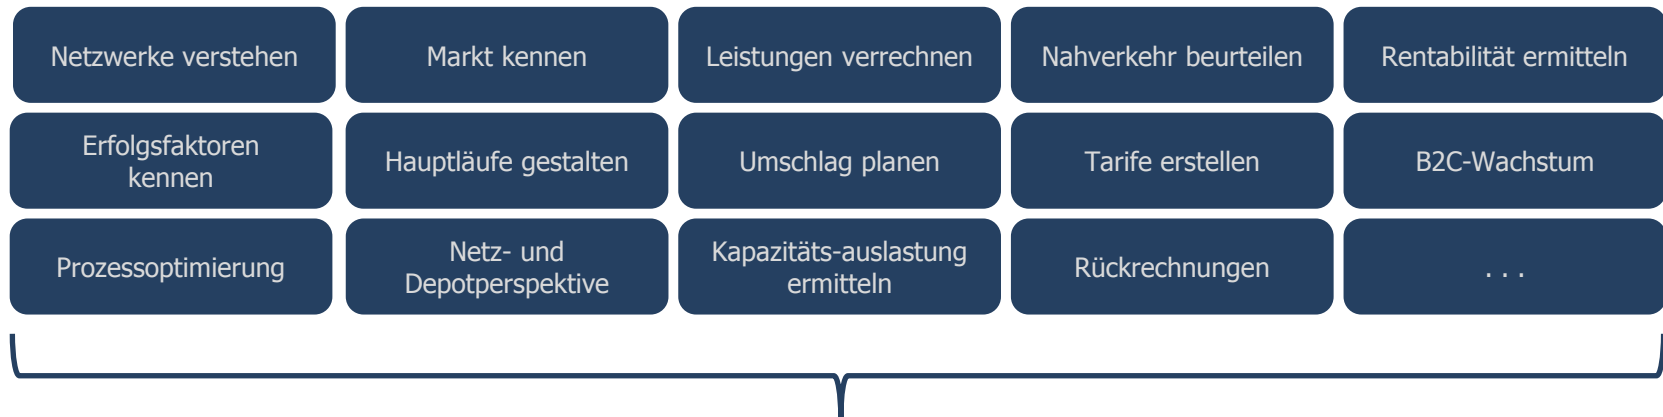 Netzwerke verstehen
Markt kennen
Leistungen verrechnen
Nahverkehr beurteilen
Rentabilität ermitteln
Erfolgsfaktoren
kennen
Hauptläufe gestalten
Umschlag planen
Tarife erstellen
B2C-Wachstum
Prozessoptimierung
Netz- und
Depotperspektive
Kapazitäts-auslastung
ermitteln
Rückrechnungen
. . .